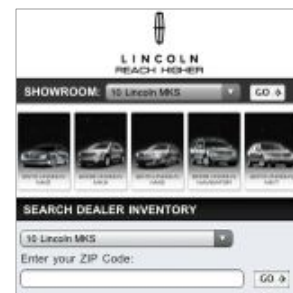 LINCOLN
REACH HIGHER
SHOWROOM: 10 Lincoln MKS GO
SEARCH DEALER INVENTORY
10 Lincoln MKS
Enter your ZIP Code:
GO